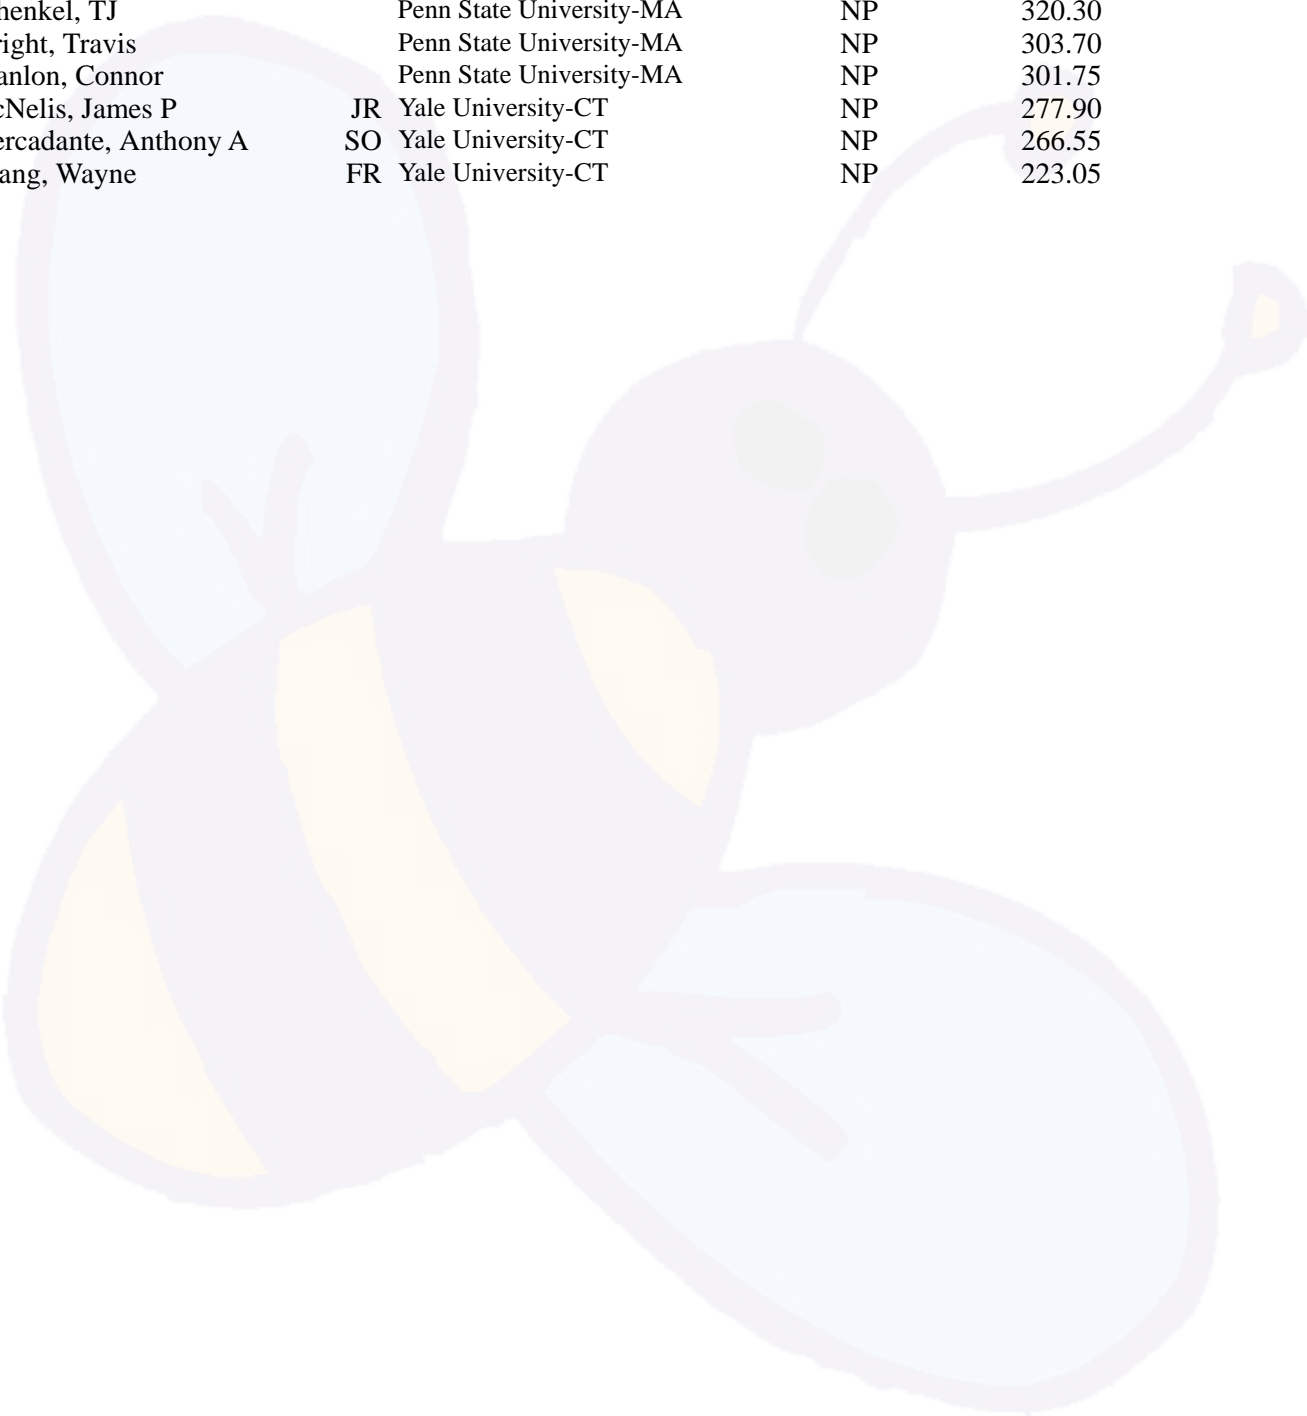 henkel, TJ Penn State University-MA NP 320.30
right, Travis Penn State University-MA NP 303.70
anlon, Connor Penn State University-MA NP 301.75
cNelis, James P JR Yale University-CT NP 277.90
ercadante, Anthony A SO Yale University-CT NP 266.55
ang, Wayne FR Yale University-CT NP 223.05